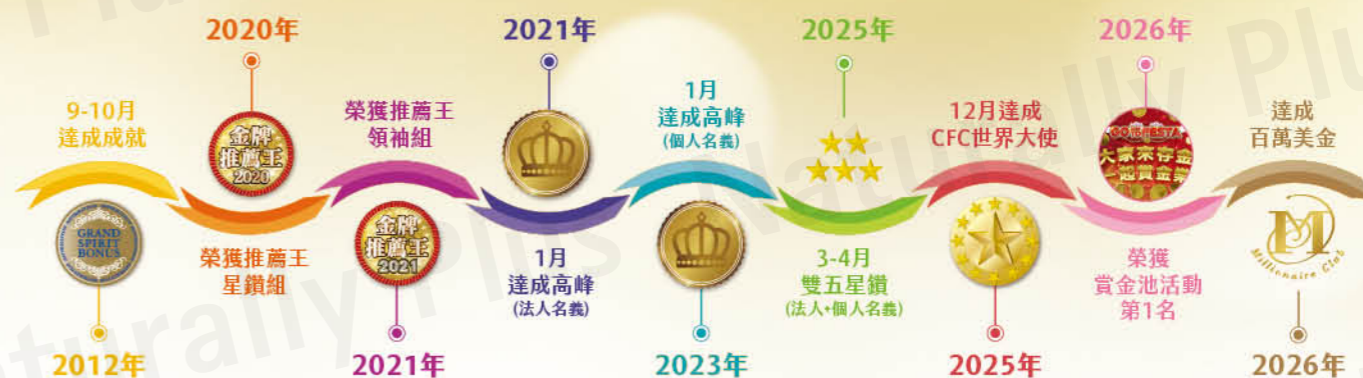 2012年
9-10月
達成成就
GRAND
SPIRIT
BONUS
2020年
金牌
推薦王
2020
榮獲推薦王
星鑽組
榮獲推薦王
領袖組
金牌
推薦王
2021
2021年
2021年
1月
達成高峰
(法人名義)
1月
達成高峰
(個人名義)
2023年
2025年
3-4月
雙五星鑽
(法人+個人名義)
12月達成
CFC世界大使
2025年
2026年
大家來存金
一起賞金業
榮獲
賞金池活動
第1名
達成
百萬美金
M
Millionaire Club
2026年
Naturally Plus
Naturally Plus